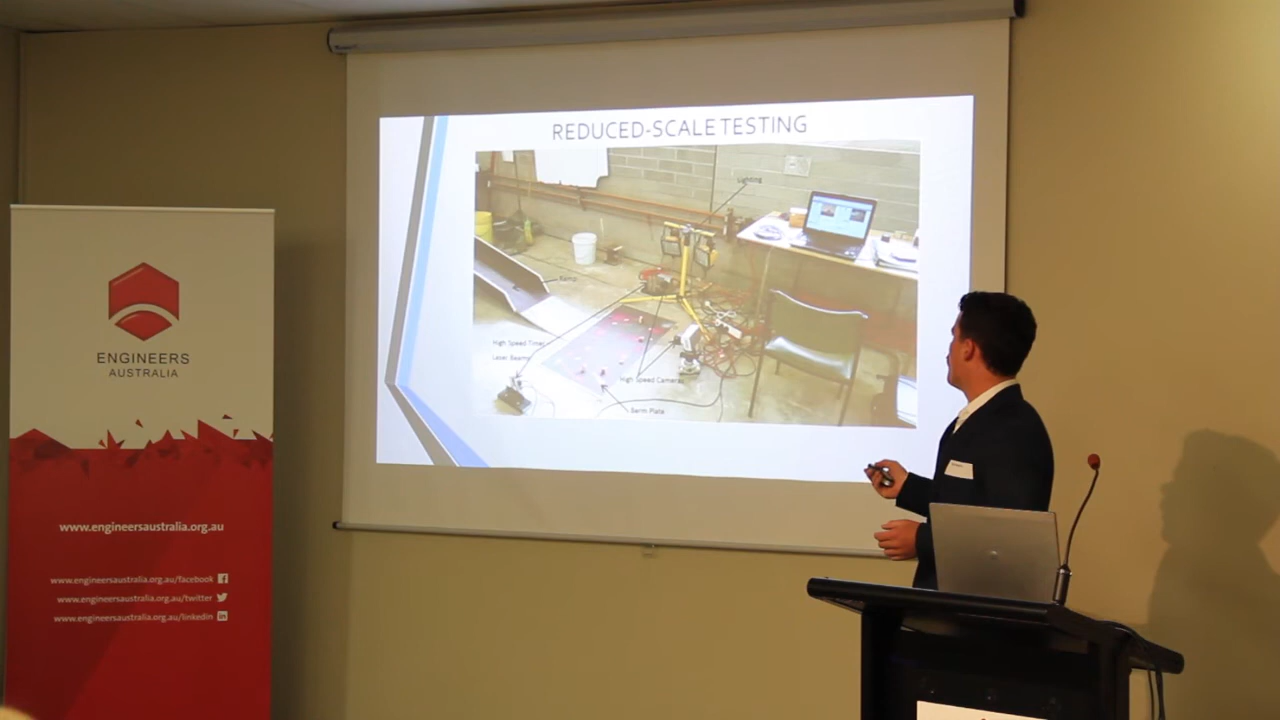 REDUCED-SCALE TESTING
Lighting
Ramp
High Speed Timer
Laser Beams
High Speed Cameras
Berm Plate
ENGINEERS
AUSTRALIA
www.engineersaustralia.org.au
www.engineersaustralia.org.au/facebook
www.engineersaustralia.org.au/twitter
www.engineersaustralia.org.au/linkedin